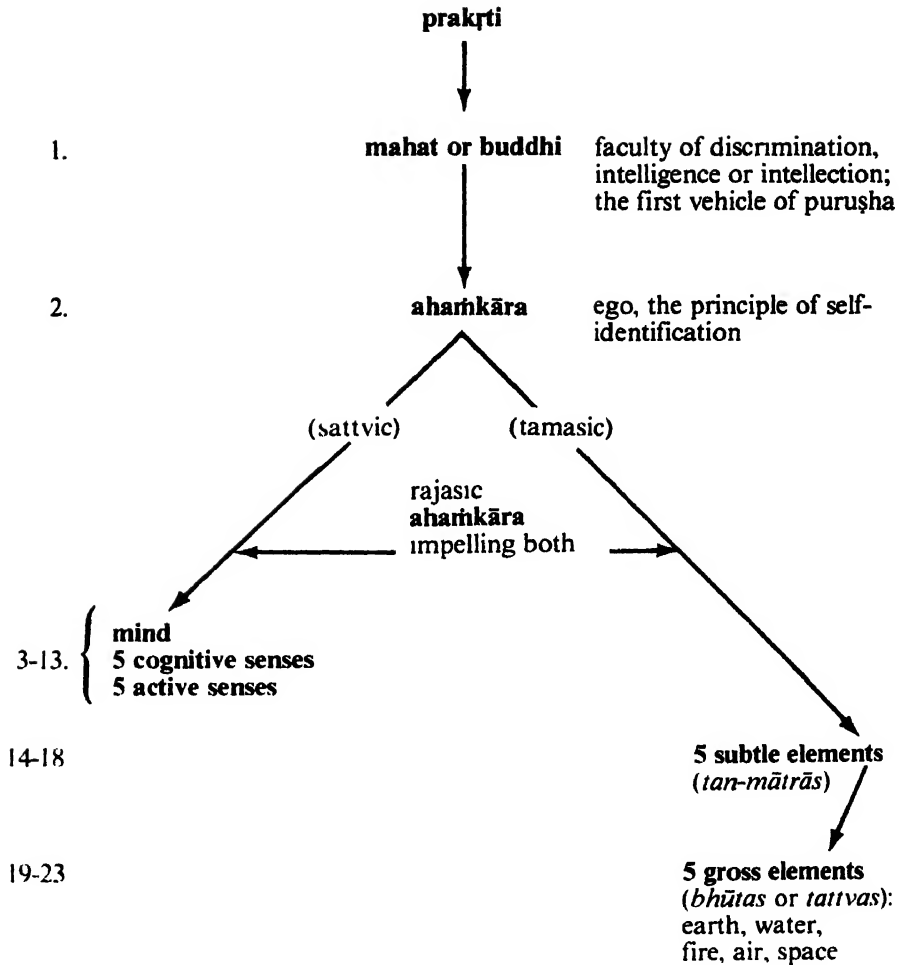 prakṛti
1. mahat or buddhi faculty of discrimination,
intelligence or intellection;
the first vehicle of puruṣha
2. ahaṁkāra ego, the principle of self-
identification
(sattvic) (tamasic)
rajasic
ahaṁkāra
impelling both
mind
3-13. 5 cognitive senses
5 active senses
14-18 5 subtle elements
(tan-mātrās)
19-23 5 gross elements
(bhūtas or tattvas):
earth, water,
fire, air, space